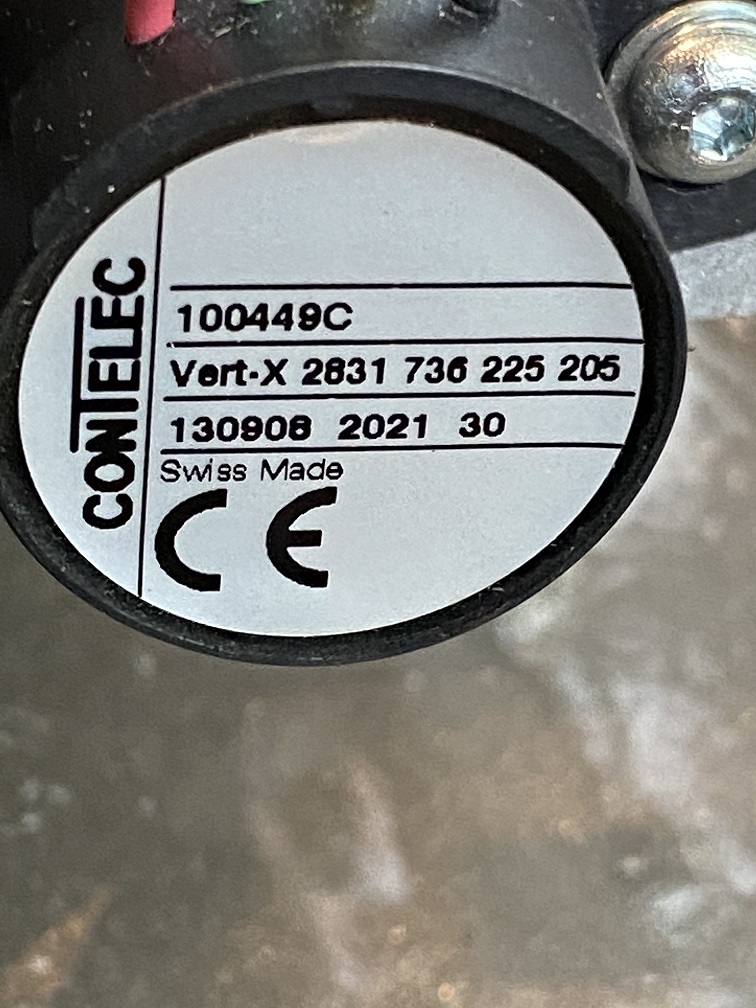 CONTELEC
100449C
Vert-X 2831 736 225 205
130908 2021 30
Swiss Made
CE